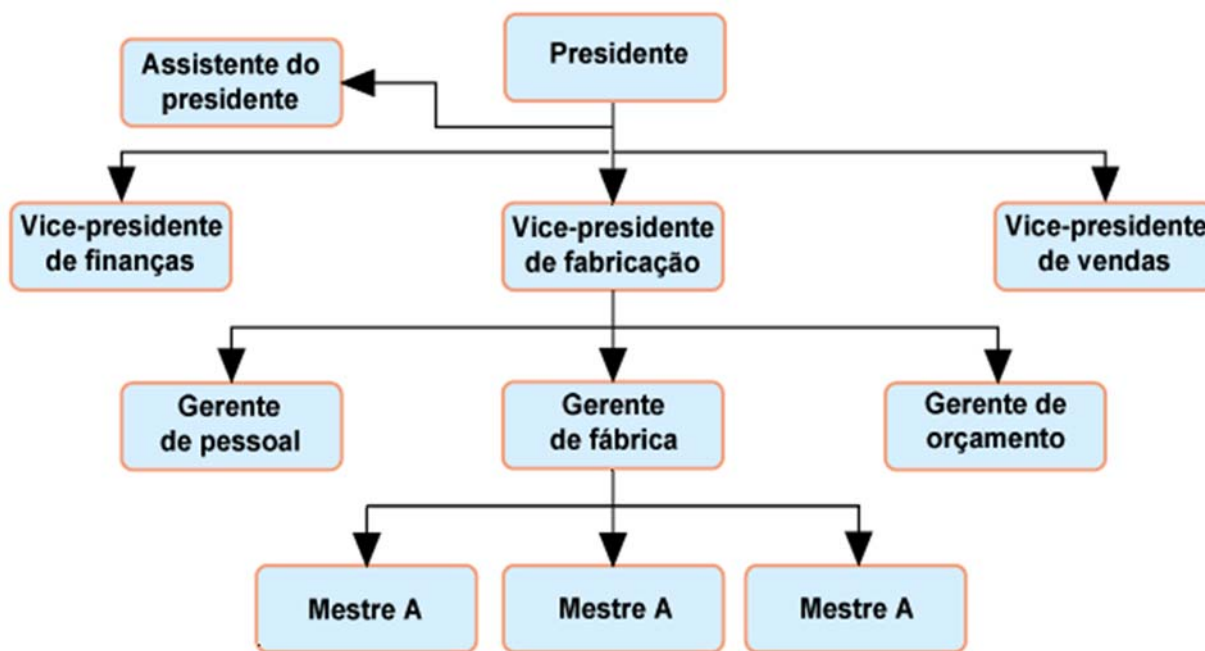 Presidente
Assistente do
presidente
Vice-presidente
de finanças
Vice-presidente
de fabricação
Vice-presidente
de vendas
Gerente
de pessoal
Gerente
de fábrica
Gerente de
orçamento
Mestre A
Mestre A
Mestre A